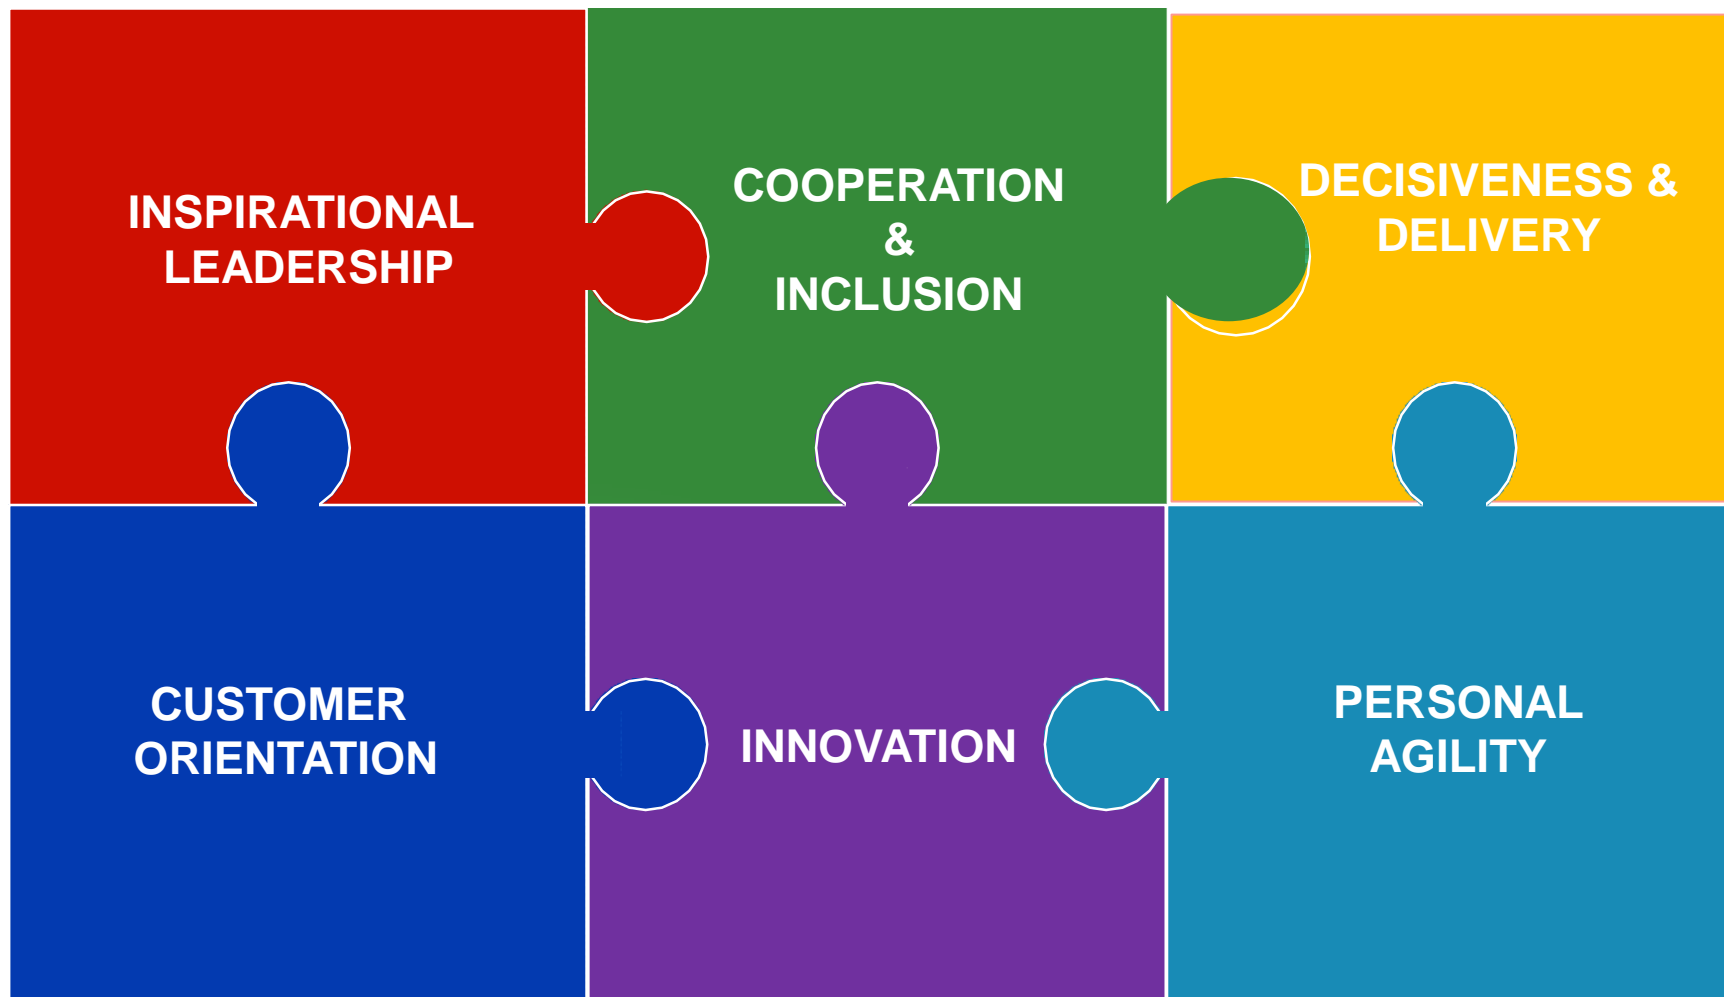 INSPIRATIONAL
LEADERSHIP
COOPERATION
&
INCLUSION
DECISIVENESS &
DELIVERY
CUSTOMER
ORIENTATION
INNOVATION
PERSONAL
AGILITY